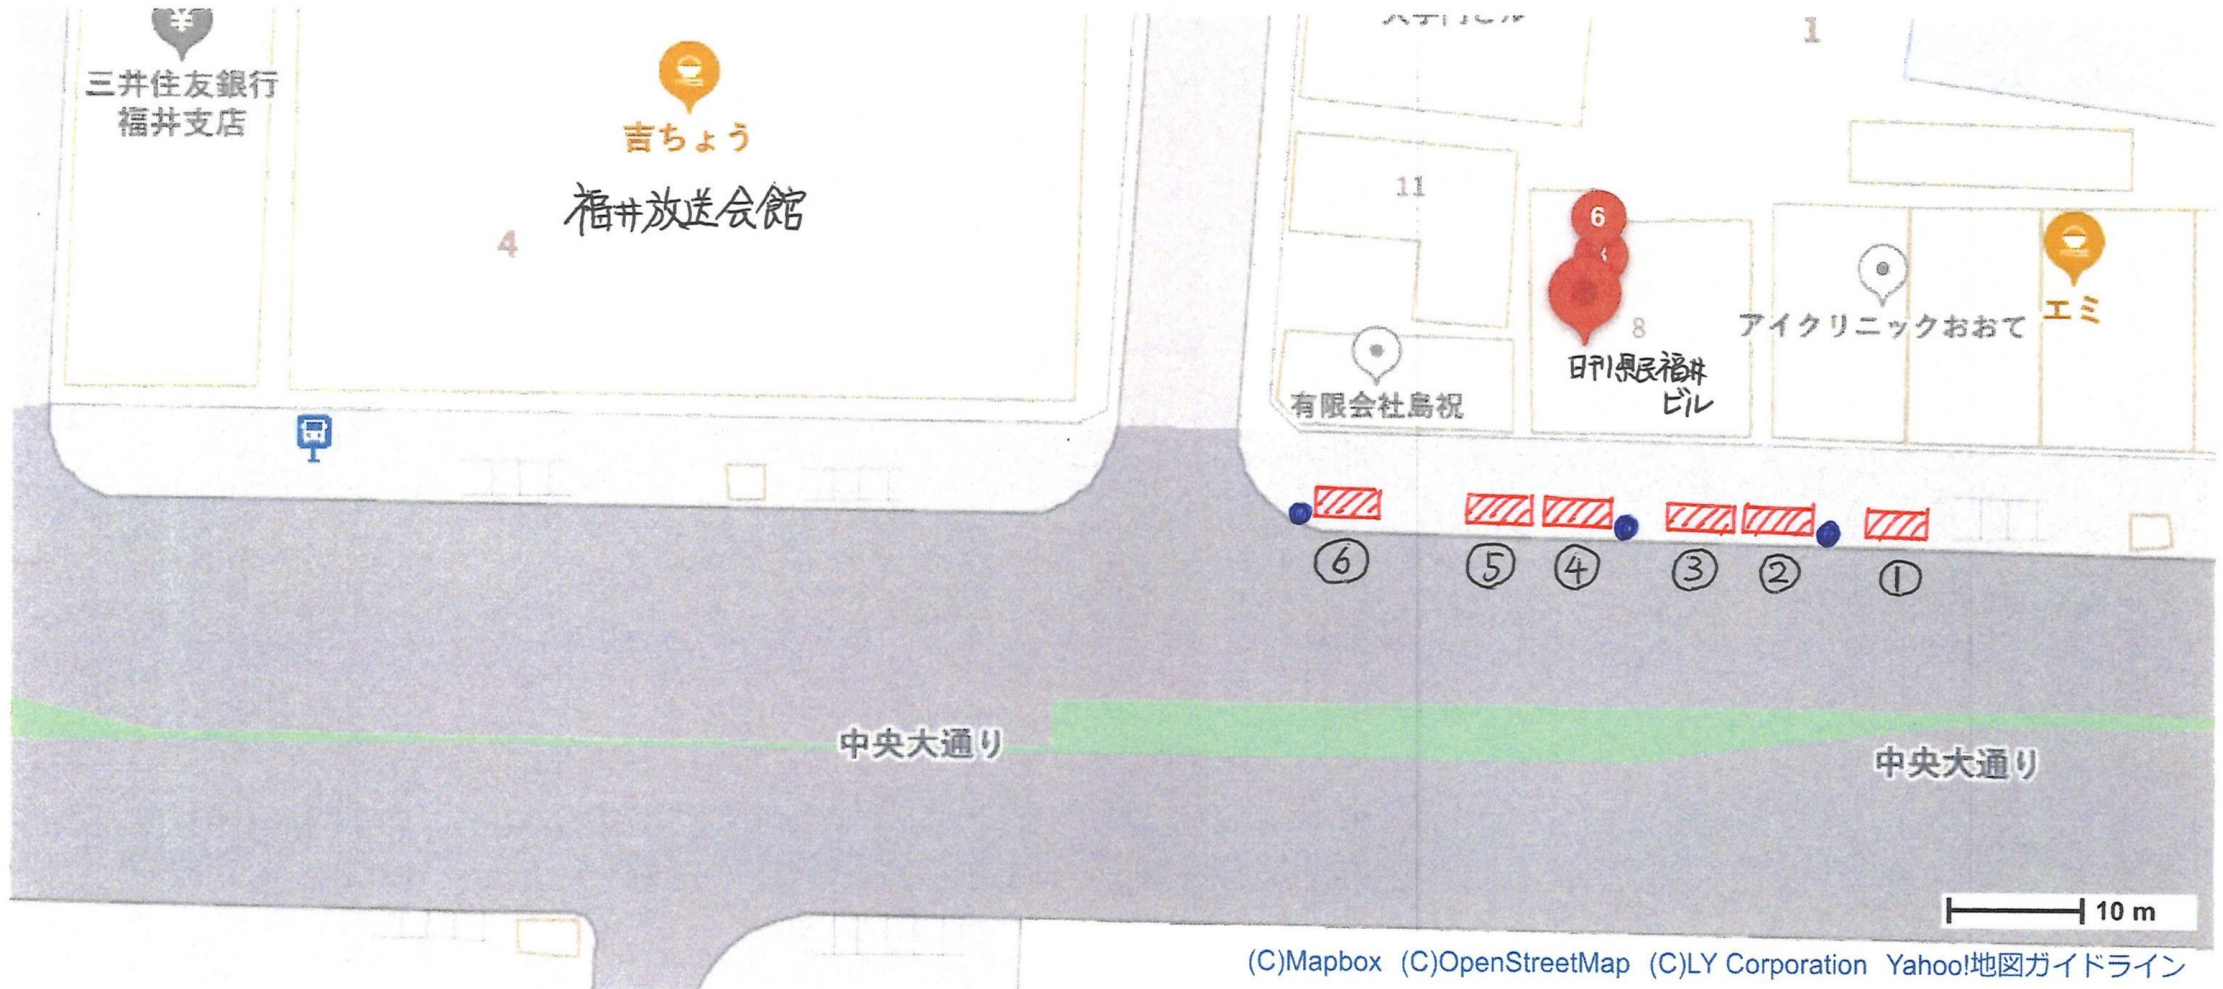 ¥
三井住友銀行
福井支店
吉ちょう
福井放送会館
4
1
11
6
8
日刊県民福井
ビル
有限会社島祝
アイクリニックおおて
エミ
⑥
⑤
④
③
②
①
中央大通り
中央大通り
10 m
(C)Mapbox (C)OpenStreetMap (C)LY Corporation Yahoo!地図ガイドライン